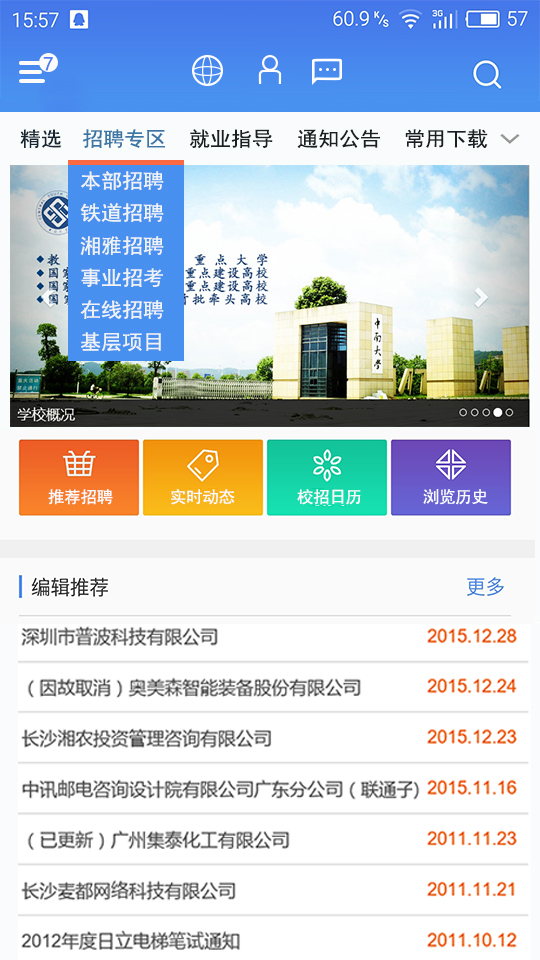 15:57
60.9 K/s 3G 57
7
精选 招聘专区 就业指导 通知公告 常用下载
本部招聘
铁道招聘
湘雅招聘
事业招考
在线招聘
基层项目
教 重点大学
国家 重点建设高校
国家 首批牵头高校
中南大学
学校概况
推荐招聘 实时动态 校招日历 浏览历史
编辑推荐 更多
深圳市普波科技有限公司 2015.12.28
（因故取消）奥美森智能装备股份有限公司 2015.12.24
长沙湘农投资管理咨询有限公司 2015.12.23
中讯邮电咨询设计院有限公司广东分公司（联通子) 2015.11.16
（已更新）广州集泰化工有限公司 2011.11.23
长沙麦都网络科技有限公司 2011.11.21
2012年度日立电梯笔试通知 2011.10.12